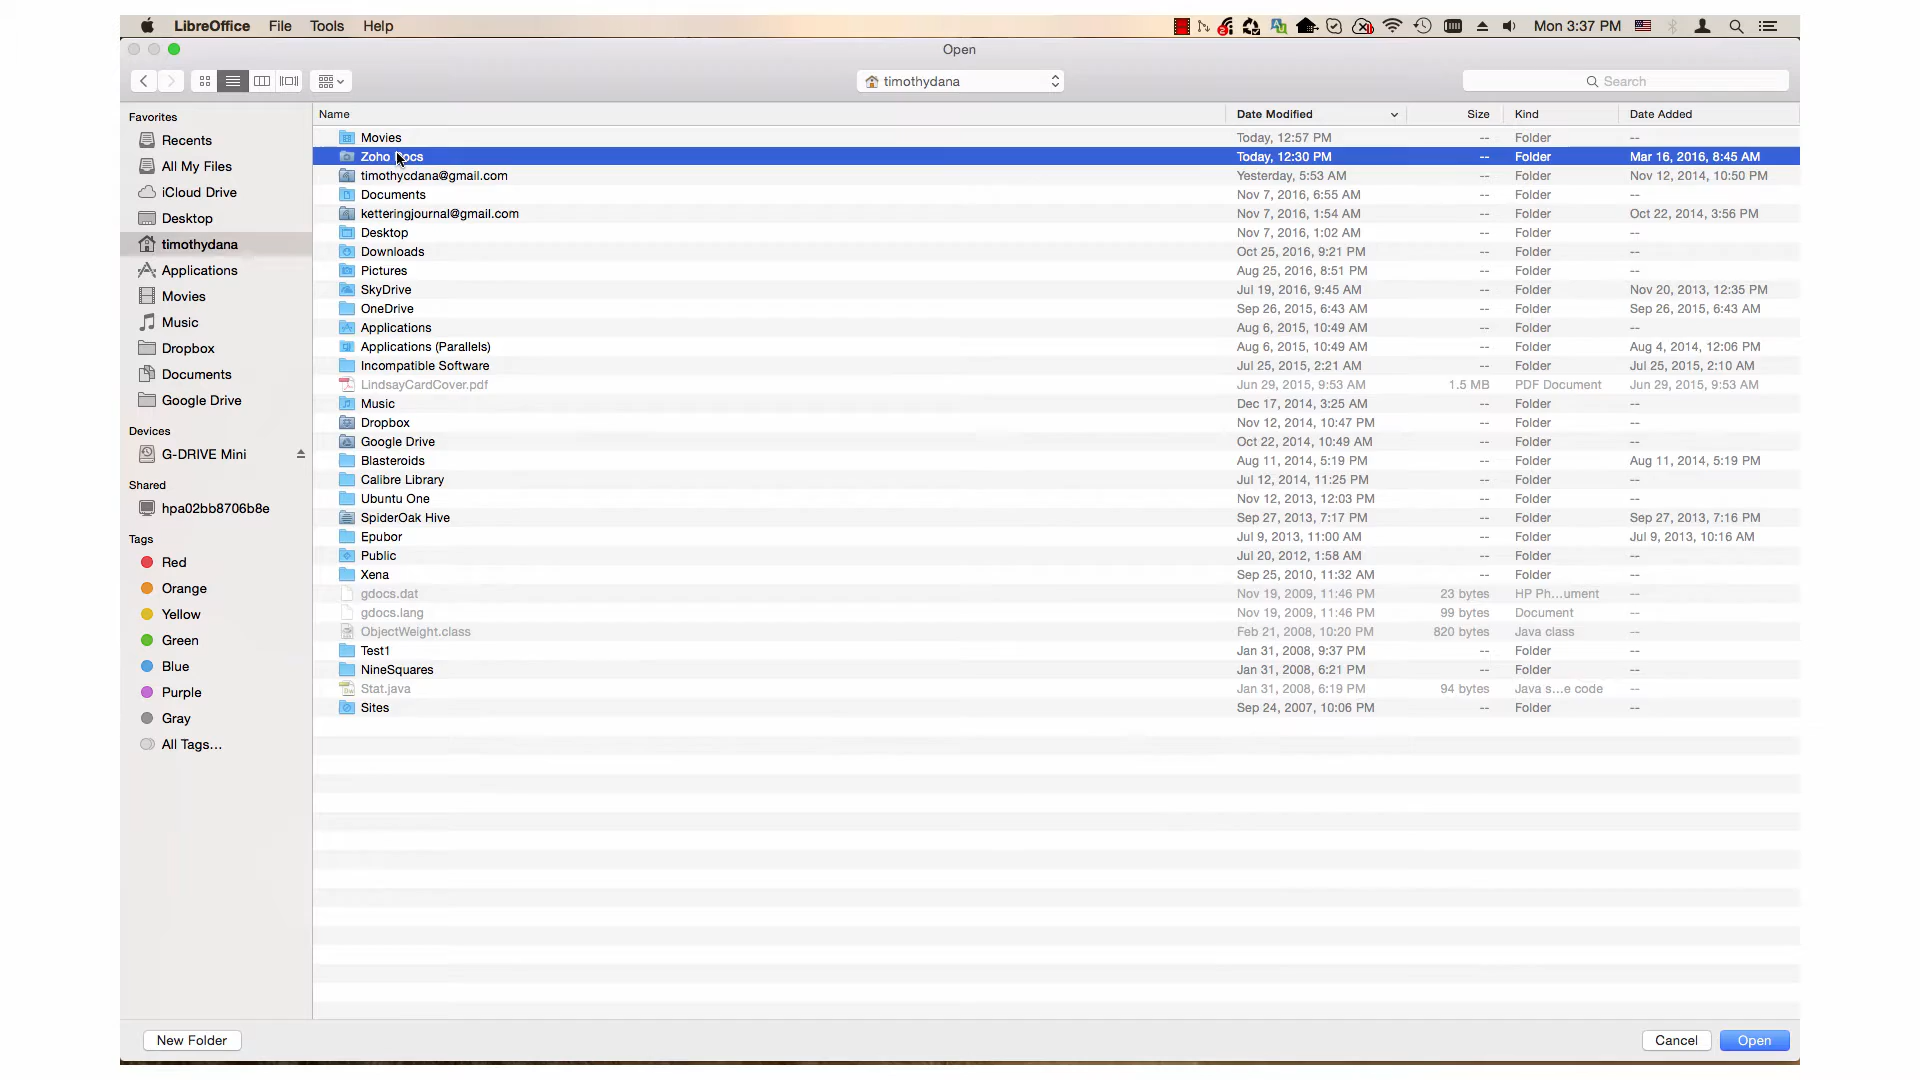 LibreOffice File Tools Help Mon 3:37 PM
Open
timothydana Search
Favorites
Recents
All My Files
iCloud Drive
Desktop
timothydana
Applications
Movies
Music
Dropbox
Documents
Google Drive
Devices
G-DRIVE Mini
Shared
hpa02bb8706b8e
Tags
Red
Orange
Yellow
Green
Blue
Purple
Gray
All Tags...
Name Date Modified Size Kind Date Added
Movies Today, 12:57 PM -- Folder --
Zoho Today, 12:30 PM -- Folder Mar 16, 2016, 8:45 AM
timothycdana@gmail.com Yesterday, 5:53 AM -- Folder Nov 12, 2014, 10:50 PM
Documents Nov 7, 2016, 6:55 AM -- Folder --
ketteringjournal@gmail.com Nov 7, 2016, 1:54 AM -- Folder Oct 22, 2014, 3:56 PM
Desktop Nov 7, 2016, 1:02 AM -- Folder --
Downloads Oct 25, 2016, 9:21 PM -- Folder --
Pictures Aug 25, 2016, 8:51 PM -- Folder --
SkyDrive Jul 19, 2016, 9:45 AM -- Folder Nov 20, 2013, 12:35 PM
OneDrive Sep 26, 2015, 6:43 AM -- Folder Sep 26, 2015, 6:43 AM
Applications Aug 6, 2015, 10:49 AM -- Folder --
Applications (Parallels) Aug 6, 2015, 10:49 AM -- Folder Aug 4, 2014, 12:06 PM
Incompatible Software Jul 25, 2015, 2:21 AM -- Folder Jul 25, 2015, 2:10 AM
LindsayCardCover.pdf Jun 29, 2015, 9:53 AM 1.5 MB PDF Document Jun 29, 2015, 9:53 AM
Music Dec 17, 2014, 3:25 AM -- Folder --
Dropbox Nov 12, 2014, 10:47 PM -- Folder --
Google Drive Oct 22, 2014, 10:49 AM -- Folder --
Blasteroids Aug 11, 2014, 5:19 PM -- Folder Aug 11, 2014, 5:19 PM
Calibre Library Jul 12, 2014, 11:25 PM -- Folder --
Ubuntu One Nov 12, 2013, 12:03 PM -- Folder --
SpiderOak Hive Sep 27, 2013, 7:17 PM -- Folder Sep 27, 2013, 7:16 PM
Epubor Jul 9, 2013, 11:00 AM -- Folder Jul 9, 2013, 10:16 AM
Public Jul 20, 2012, 1:58 AM -- Folder --
Xena Sep 25, 2010, 11:32 AM -- Folder --
gdocs.dat Nov 19, 2009, 11:46 PM 23 bytes HP Ph...ument --
gdocs.lang Nov 19, 2009, 11:46 PM 99 bytes Document --
ObjectWeight.class Feb 21, 2008, 10:20 PM 820 bytes Java class --
Test1 Jan 31, 2008, 9:37 PM -- Folder --
NineSquares Jan 31, 2008, 6:21 PM -- Folder --
Stat.java Jan 31, 2008, 6:19 PM 94 bytes Java s...e code --
Sites Sep 24, 2007, 10:06 PM -- Folder --
New Folder Cancel Open